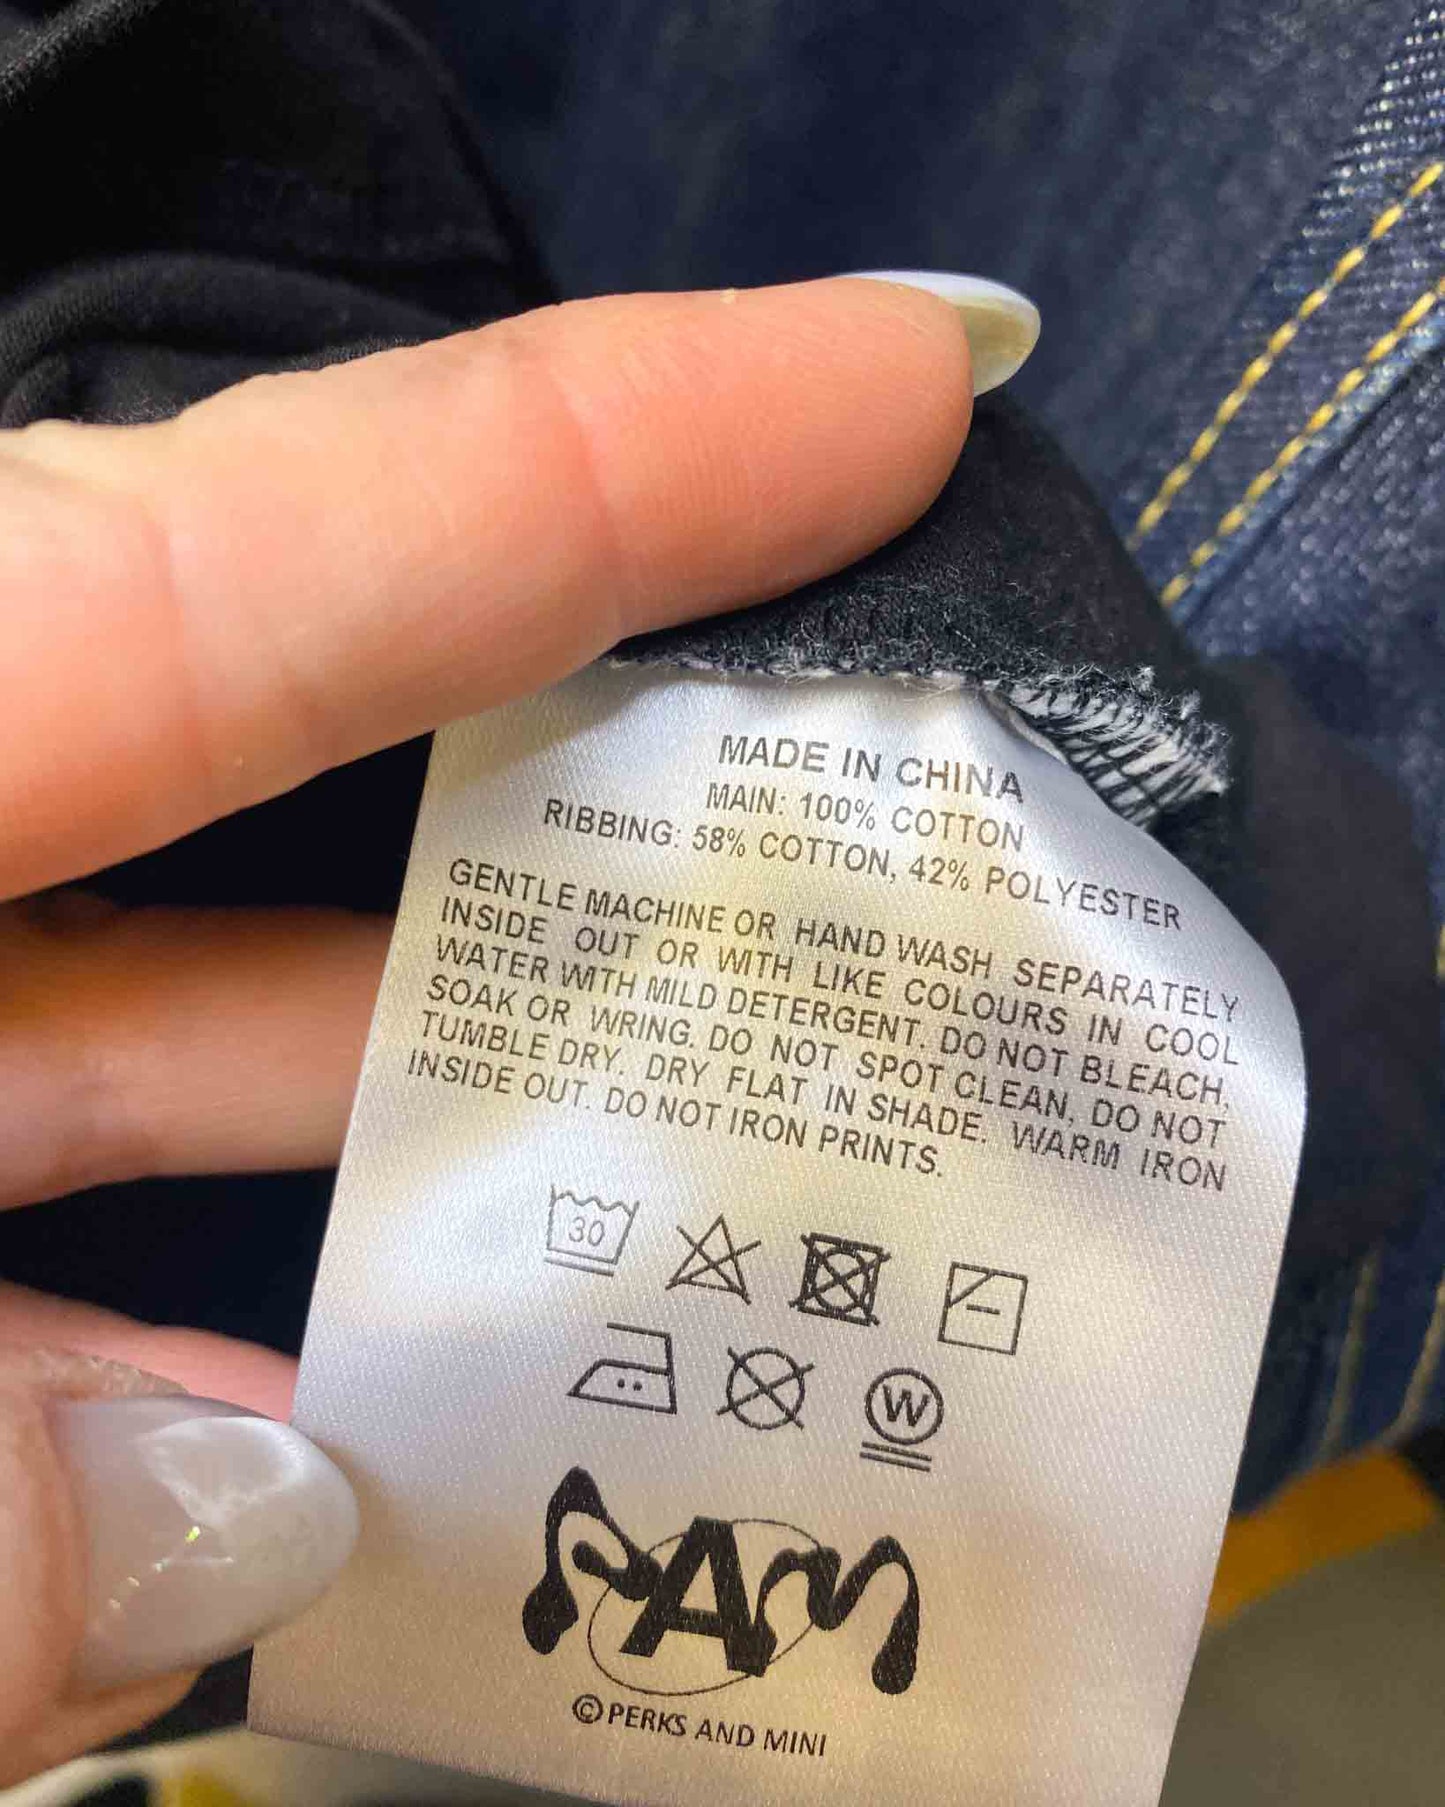 MADE IN CHINA
MAIN: 100% COTTON
RIBBING: 58% COTTON, 42% POLYESTER
GENTLE MACHINE OR HAND WASH SEPARATELY
INSIDE OUT OR WITH LIKE COLOURS IN COOL
WATER WITH MILD DETERGENT. DO NOT BLEACH,
SOAK OR WRING. DO NOT SPOT CLEAN, DO NOT
TUMBLE DRY. DRY FLAT IN SHADE. WARM IRON
INSIDE OUT. DO NOT IRON PRINTS.
30
W
PAM
© PERKS AND MINI